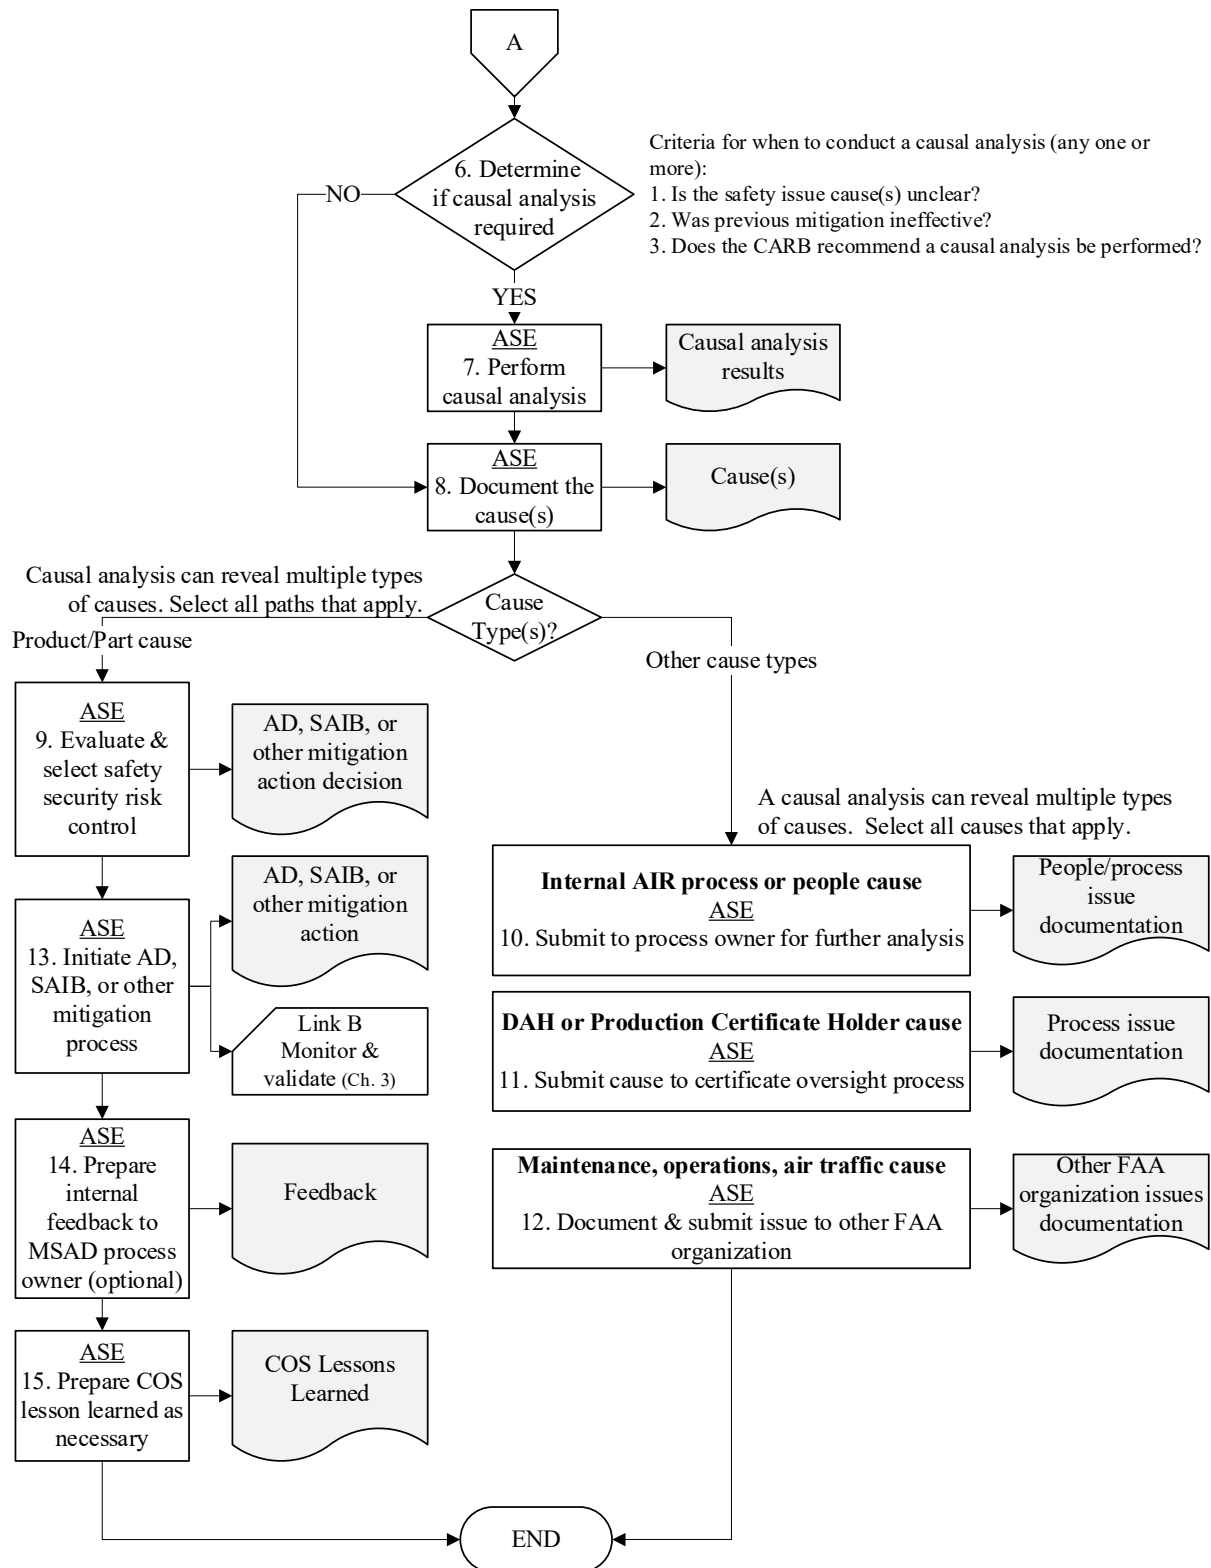 A
6. Determine
if causal analysis
required
NO
Criteria for when to conduct a causal analysis (any one or
more):
1. Is the safety issue cause(s) unclear?
2. Was previous mitigation ineffective?
3. Does the CARB recommend a causal analysis be performed?
YES
ASE
7. Perform
causal analysis
Causal analysis
results
ASE
8. Document the
cause(s)
Cause(s)
Causal analysis can reveal multiple types
of causes. Select all paths that apply.
Cause
Type(s)?
Product/Part cause
Other cause types
ASE
9. Evaluate &
select safety
security risk
control
AD, SAIB, or
other mitigation
action decision
A causal analysis can reveal multiple types
of causes.  Select all causes that apply.
ASE
13. Initiate AD,
SAIB, or other
mitigation
process
AD, SAIB, or
other mitigation
action
Link B
Monitor &
validate (Ch. 3)
Internal AIR process or people cause
ASE
10. Submit to process owner for further analysis
People/process
issue
documentation
DAH or Production Certificate Holder cause
ASE
11. Submit cause to certificate oversight process
Process issue
documentation
ASE
14. Prepare
internal
feedback to
MSAD process
owner (optional)
Feedback
Maintenance, operations, air traffic cause
ASE
12. Document & submit issue to other FAA
organization
Other FAA
organization issues
documentation
ASE
15. Prepare COS
lesson learned as
necessary
COS Lessons
Learned
END